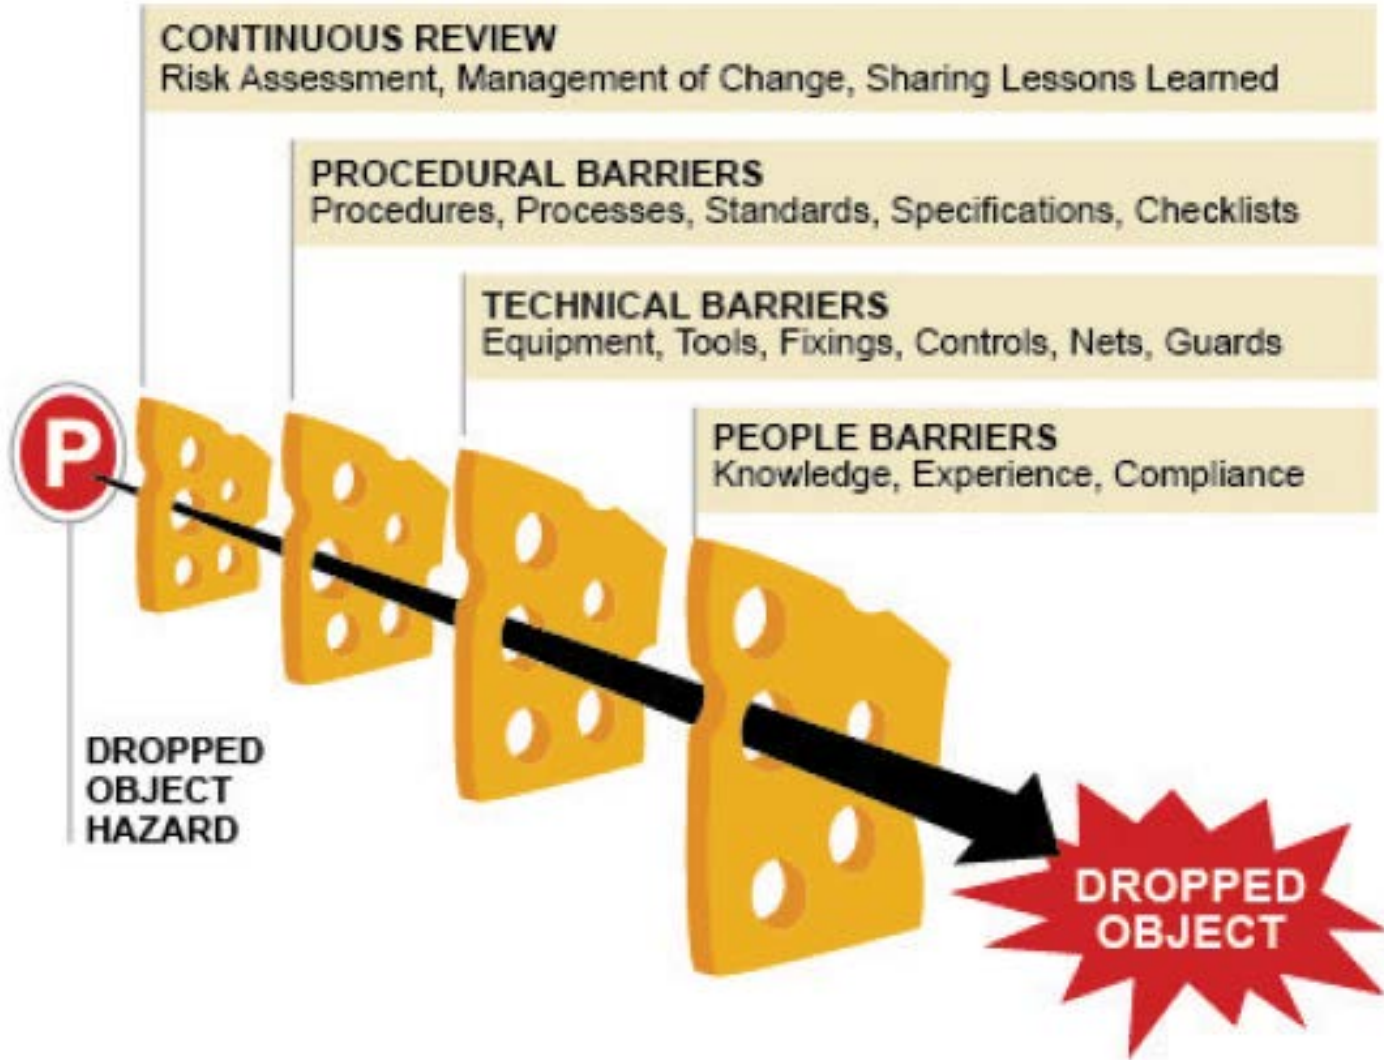 CONTINUOUS REVIEW
Risk Assessment, Management of Change, Sharing Lessons Learned
PROCEDURAL BARRIERS
Procedures, Processes, Standards, Specifications, Checklists
TECHNICAL BARRIERS
Equipment, Tools, Fixings, Controls, Nets, Guards
PEOPLE BARRIERS
Knowledge, Experience, Compliance
P
DROPPED
OBJECT
HAZARD
DROPPED
OBJECT